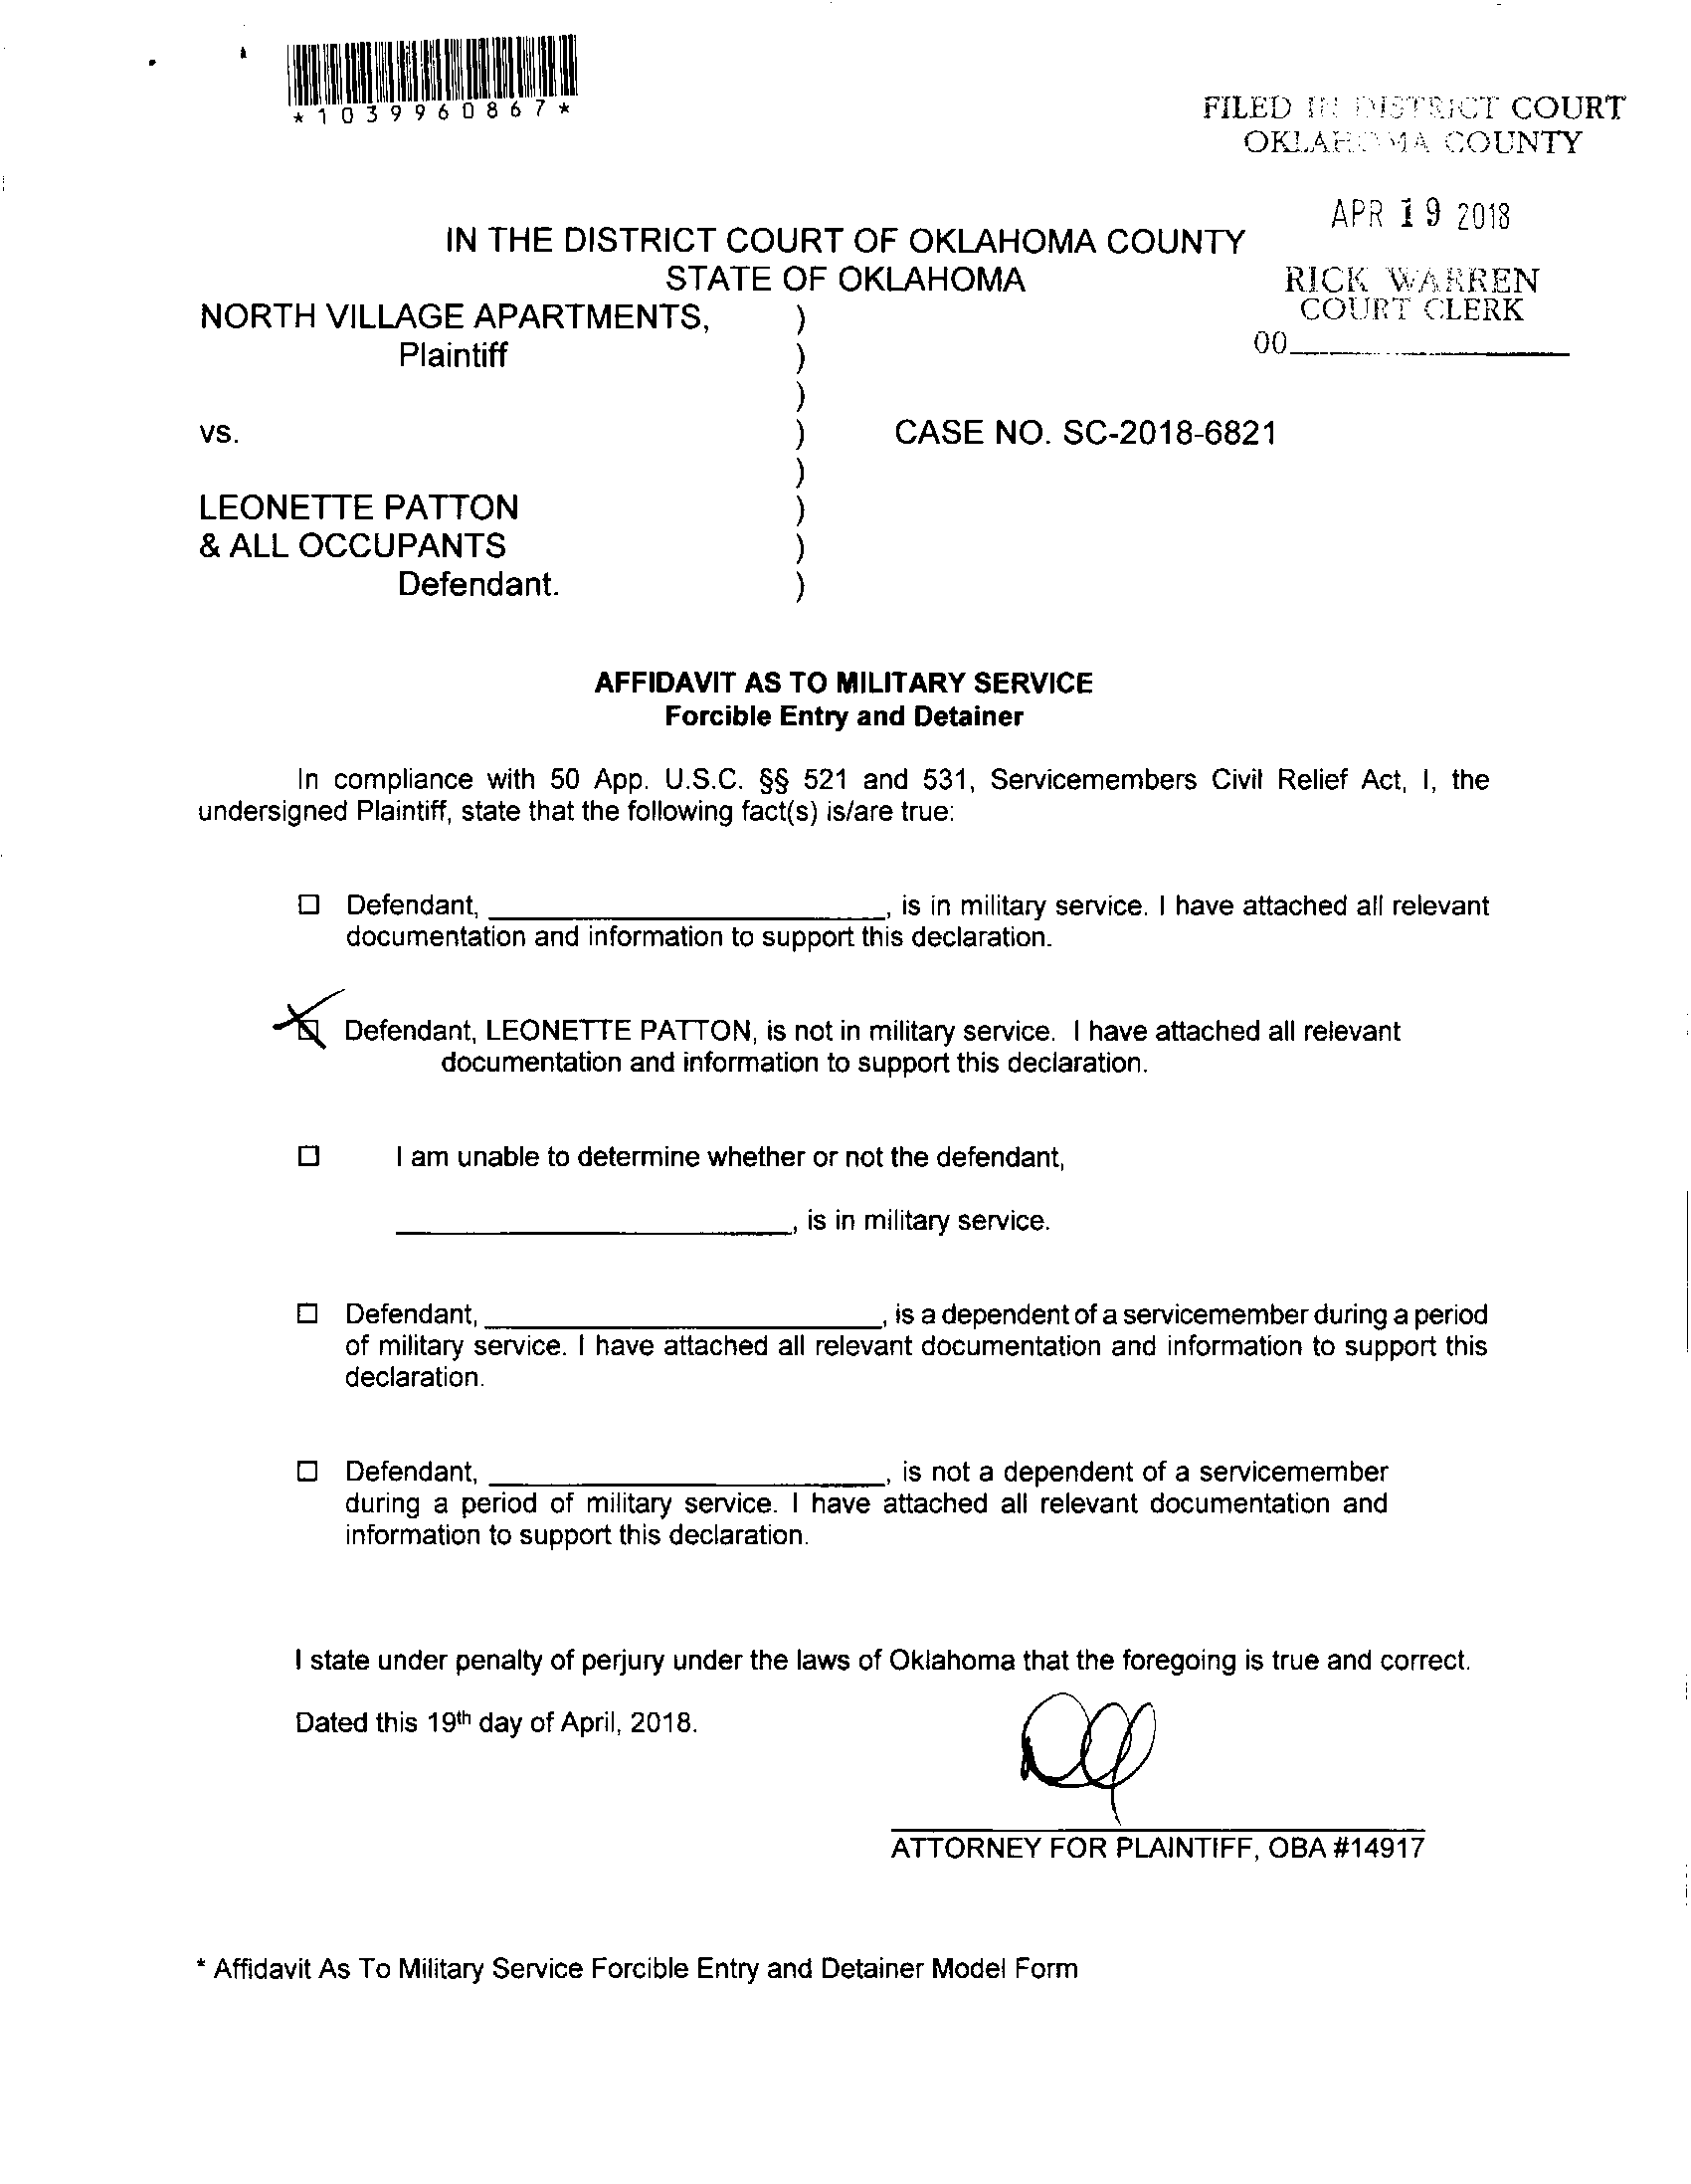 *1039960867*
FILED IN DISTRICT COURT
OKLAHOMA COUNTY
APR 19 2018
RICK WARREN
COURT CLERK
00
IN THE DISTRICT COURT OF OKLAHOMA COUNTY
STATE OF OKLAHOMA
NORTH VILLAGE APARTMENTS, )
Plaintiff )
)
vs. ) CASE NO. SC-2018-6821
)
LEONETTE PATTON )
& ALL OCCUPANTS )
Defendant. )
AFFIDAVIT AS TO MILITARY SERVICE
Forcible Entry and Detainer
In compliance with 50 App. U.S.C. §§ 521 and 531, Servicemembers Civil Relief Act, I, the
undersigned Plaintiff, state that the following fact(s) is/are true:
☐ Defendant, ____________________, is in military service. I have attached all relevant
documentation and information to support this declaration.
☒ Defendant, LEONETTE PATTON, is not in military service. I have attached all relevant
documentation and information to support this declaration.
☐ I am unable to determine whether or not the defendant,
____________________, is in military service.
☐ Defendant, ____________________, is a dependent of a servicemember during a period
of military service. I have attached all relevant documentation and information to support this
declaration.
☐ Defendant, ____________________, is not a dependent of a servicemember
during a period of military service. I have attached all relevant documentation and
information to support this declaration.
I state under penalty of perjury under the laws of Oklahoma that the foregoing is true and correct.
Dated this 19th day of April, 2018.
ATTORNEY FOR PLAINTIFF, OBA #14917
* Affidavit As To Military Service Forcible Entry and Detainer Model Form